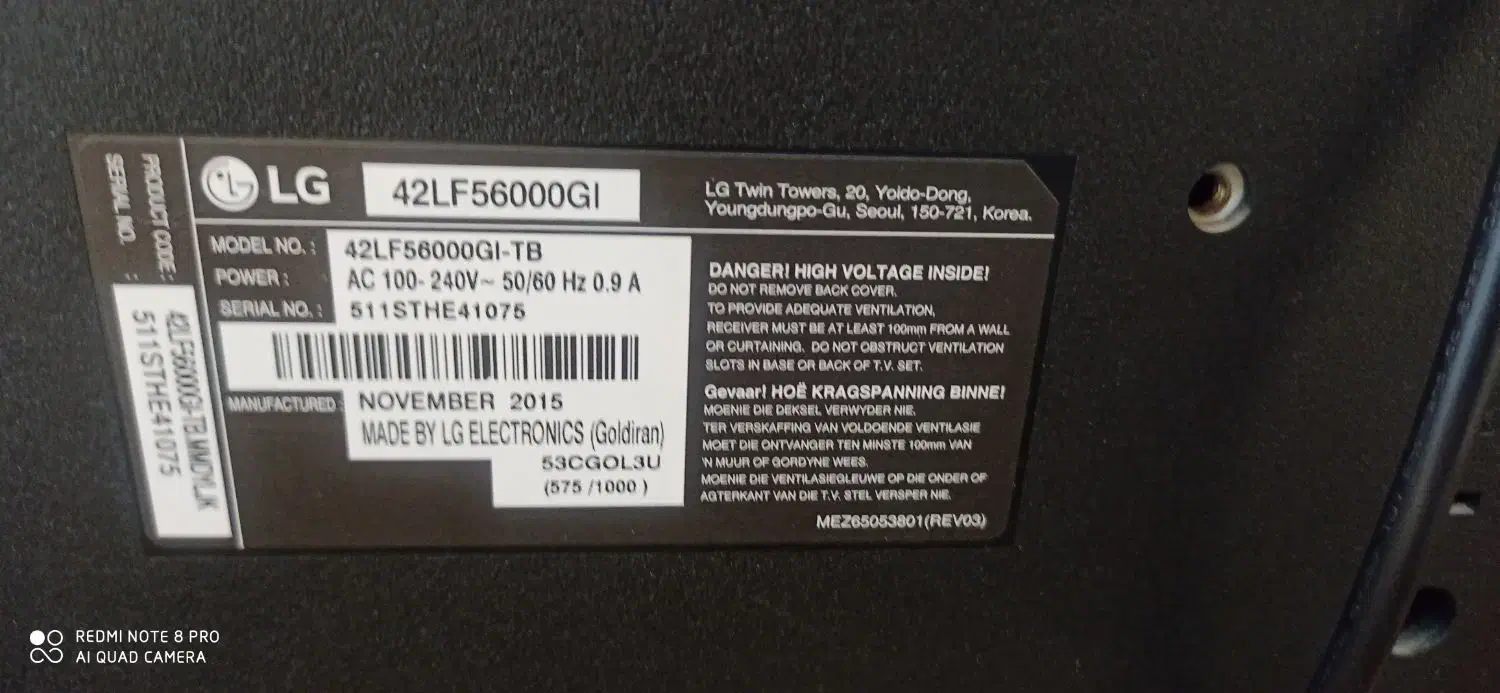 PRODUCT CODE :
SERIAL NO. :
42LF56000GI-TB.MWDYLJK
511STHE41075
LG
42LF56000GI
LG Twin Towers, 20, Yoido-Dong,
Youngdungpo-Gu, Seoul, 150-721, Korea.
MODEL NO. : 42LF56000GI-TB
POWER : AC 100- 240V~ 50/60 Hz 0.9 A
SERIAL NO. : 511STHE41075
MANUFACTURED : NOVEMBER 2015
MADE BY LG ELECTRONICS (Goldiran)
53CGOL3U
(575 /1000 )
DANGER! HIGH VOLTAGE INSIDE!
DO NOT REMOVE BACK COVER.
TO PROVIDE ADEQUATE VENTILATION,
RECEIVER MUST BE AT LEAST 100mm FROM A WALL
OR CURTAINING. DO NOT OBSTRUCT VENTILATION
SLOTS IN BASE OR BACK OF T.V. SET.
Gevaar! HOË KRAGSPANNING BINNE!
MOENIE DIE DEKSEL VERWYDER NIE.
TER VERSKAFFING VAN VOLDOENDE VENTILASIE
MOET DIE ONTVANGER TEN MINSTE 100mm VAN
'N MUUR OF GORDYNE WEES.
MOENIE DIE VENTILASIEGLEUWE OP DIE ONDER OF
AGTERKANT VAN DIE T.V. STEL VERSPER NIE.
MEZ65053801(REV03)
REDMI NOTE 8 PRO
AI QUAD CAMERA